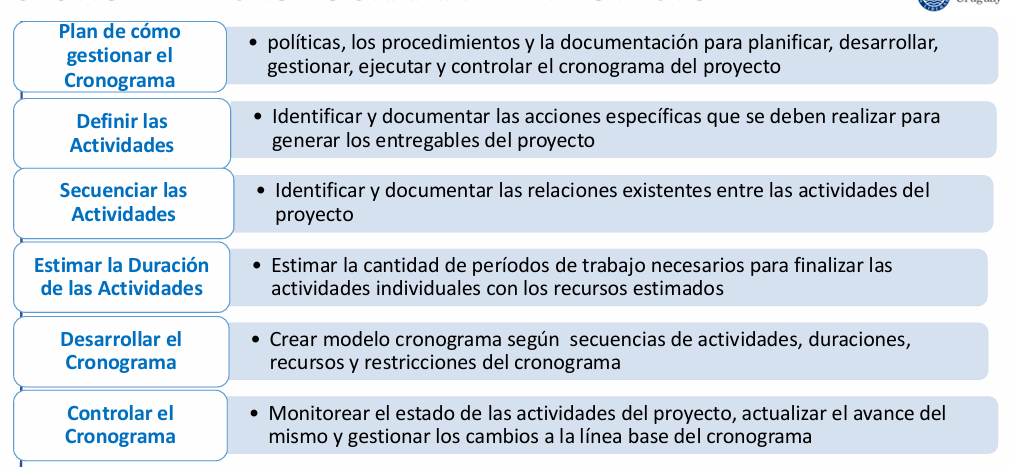 Plan de cómo
gestionar el
Cronograma
• políticas, los procedimientos y la documentación para planificar, desarrollar,
gestionar, ejecutar y controlar el cronograma del proyecto
Definir las
Actividades
• Identificar y documentar las acciones específicas que se deben realizar para
generar los entregables del proyecto
Secuenciar las
Actividades
• Identificar y documentar las relaciones existentes entre las actividades del
proyecto
Estimar la Duración
de las Actividades
• Estimar la cantidad de períodos de trabajo necesarios para finalizar las
actividades individuales con los recursos estimados
Desarrollar el
Cronograma
• Crear modelo cronograma según  secuencias de actividades, duraciones,
recursos y restricciones del cronograma
Controlar el
Cronograma
• Monitorear el estado de las actividades del proyecto, actualizar el avance del
mismo y gestionar los cambios a la línea base del cronograma